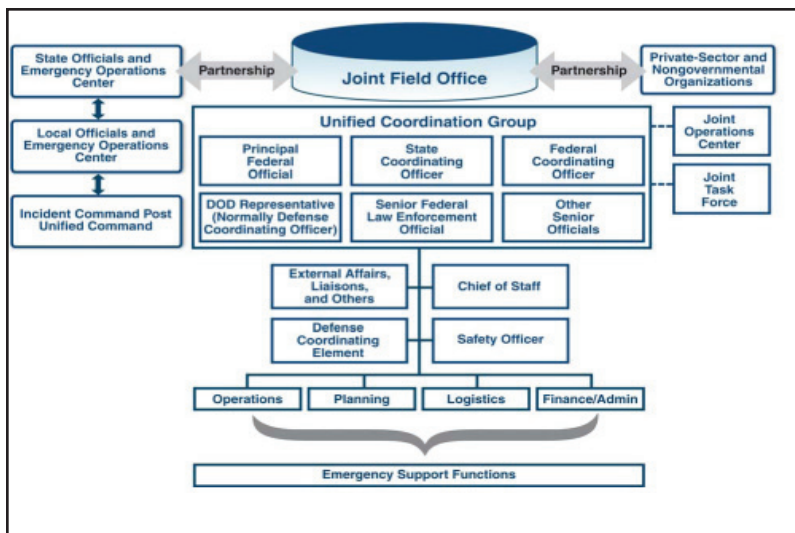 State Officials and
Emergency Operations
Center
Partnership
Joint Field Office
Partnership
Private-Sector and
Nongovernmental
Organizations
Local Officials and
Emergency Operations
Center
Incident Command Post
Unified Command
Unified Coordination Group
Principal
Federal
Official
State
Coordinating
Officer
Federal
Coordinating
Officer
DOD Representative
(Normally Defense
Coordinating Officer)
Senior Federal
Law Enforcement
Official
Other
Senior
Officials
Joint
Operations
Center
Joint
Task
Force
External Affairs,
Liaisons,
and Others
Chief of Staff
Defense
Coordinating
Element
Safety Officer
Operations
Planning
Logistics
Finance/Admin
Emergency Support Functions